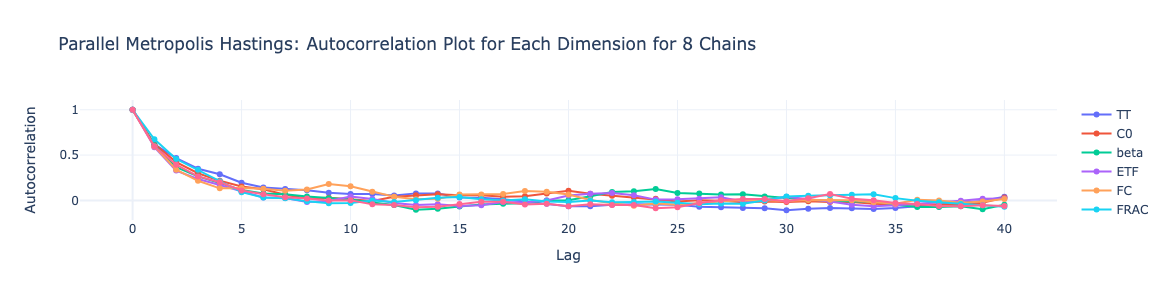 Parallel Metropolis Hastings: Autocorrelation Plot for Each Dimension for 8 Chains
Autocorrelation
1
0.5
0
0 5 10 15 20 25 30 35 40
Lag
TT
C0
beta
ETF
FC
FRAC